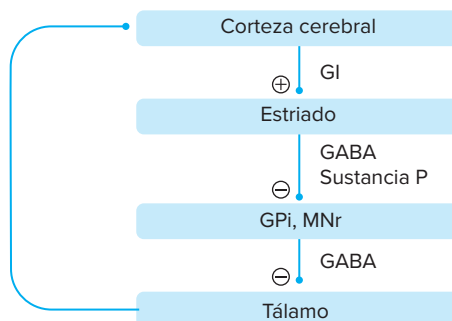 Corteza cerebral
GI
+
Estriado
GABA
Sustancia P
−
GPi, MNr
GABA
−
Tálamo